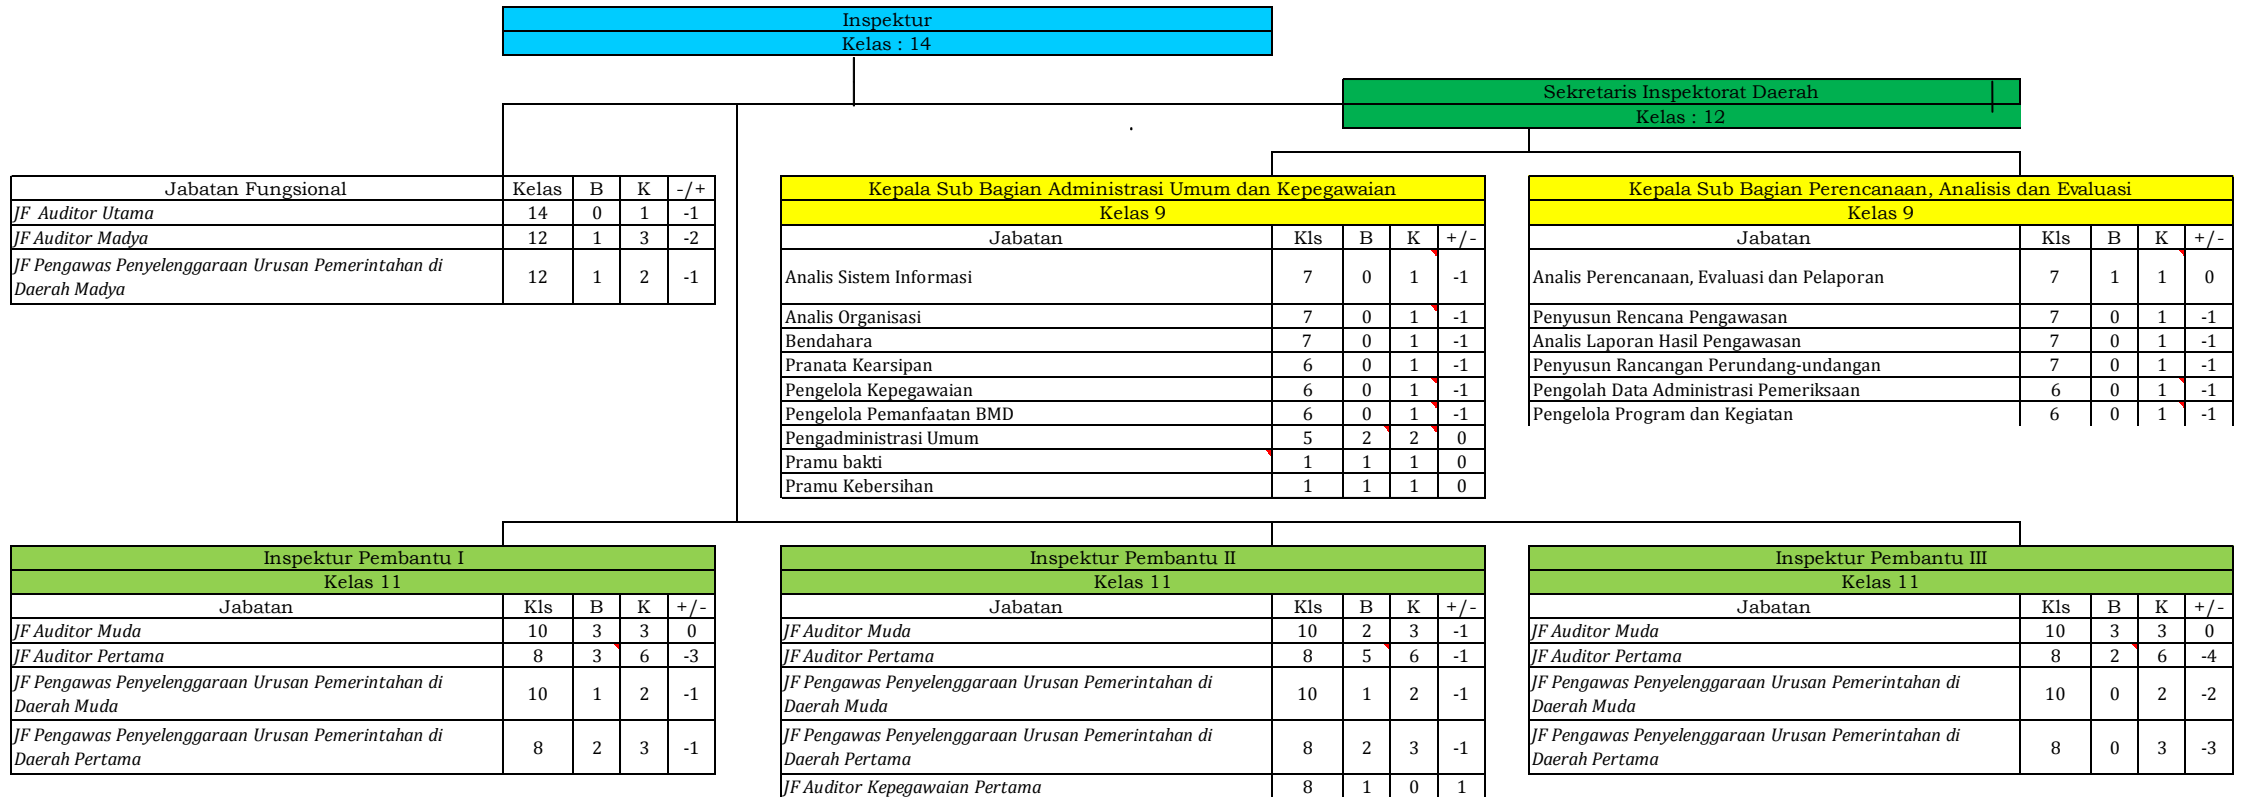 Inspektur
Kelas : 14
Sekretaris Inspektorat Daerah
Kelas : 12
Jabatan Fungsional Kelas B K -/+
JF Auditor Utama 14 0 1 -1
JF Auditor Madya 12 1 3 -2
JF Pengawas Penyelenggaraan Urusan Pemerintahan di
Daerah Madya 12 1 2 -1
Kepala Sub Bagian Administrasi Umum dan Kepegawaian
Kelas 9
Jabatan Kls B K +/-
Analis Sistem Informasi 7 0 1 -1
Analis Organisasi 7 0 1 -1
Bendahara 7 0 1 -1
Pranata Kearsipan 6 0 1 -1
Pengelola Kepegawaian 6 0 1 -1
Pengelola Pemanfaatan BMD 6 0 1 -1
Pengadministrasi Umum 5 2 2 0
Pramu bakti 1 1 1 0
Pramu Kebersihan 1 1 1 0
Kepala Sub Bagian Perencanaan, Analisis dan Evaluasi
Kelas 9
Jabatan Kls B K +/-
Analis Perencanaan, Evaluasi dan Pelaporan 7 1 1 0
Penyusun Rencana Pengawasan 7 0 1 -1
Analis Laporan Hasil Pengawasan 7 0 1 -1
Penyusun Rancangan Perundang-undangan 7 0 1 -1
Pengolah Data Administrasi Pemeriksaan 6 0 1 -1
Pengelola Program dan Kegiatan 6 0 1 -1
Inspektur Pembantu I
Kelas 11
Jabatan Kls B K +/-
JF Auditor Muda 10 3 3 0
JF Auditor Pertama 8 3 6 -3
JF Pengawas Penyelenggaraan Urusan Pemerintahan di
Daerah Muda 10 1 2 -1
JF Pengawas Penyelenggaraan Urusan Pemerintahan di
Daerah Pertama 8 2 3 -1
Inspektur Pembantu II
Kelas 11
Jabatan Kls B K +/-
JF Auditor Muda 10 2 3 -1
JF Auditor Pertama 8 5 6 -1
JF Pengawas Penyelenggaraan Urusan Pemerintahan di
Daerah Muda 10 1 2 -1
JF Pengawas Penyelenggaraan Urusan Pemerintahan di
Daerah Pertama 8 2 3 -1
JF Auditor Kepegawaian Pertama 8 1 0 1
Inspektur Pembantu III
Kelas 11
Jabatan Kls B K +/-
JF Auditor Muda 10 3 3 0
JF Auditor Pertama 8 2 6 -4
JF Pengawas Penyelenggaraan Urusan Pemerintahan di
Daerah Muda 10 0 2 -2
JF Pengawas Penyelenggaraan Urusan Pemerintahan di
Daerah Pertama 8 0 3 -3